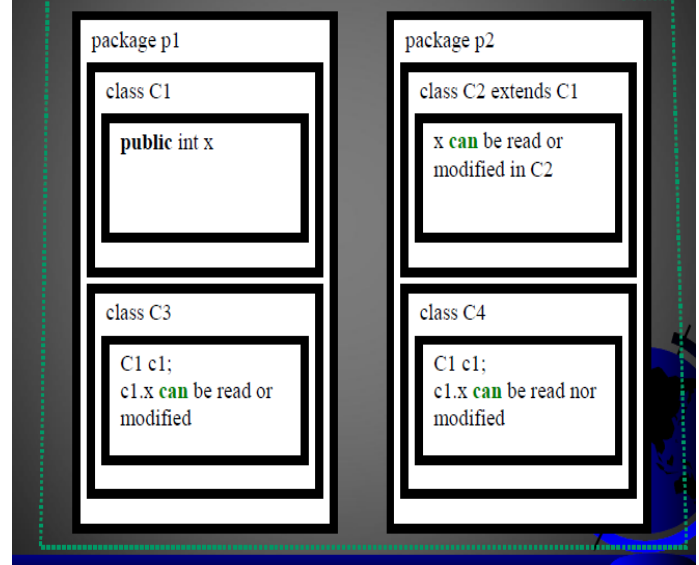 package p1
class C1
public int x
class C3
C1 c1;
c1.x can be read or
modified
package p2
class C2 extends C1
x can be read or
modified in C2
class C4
C1 c1;
c1.x can be read nor
modified